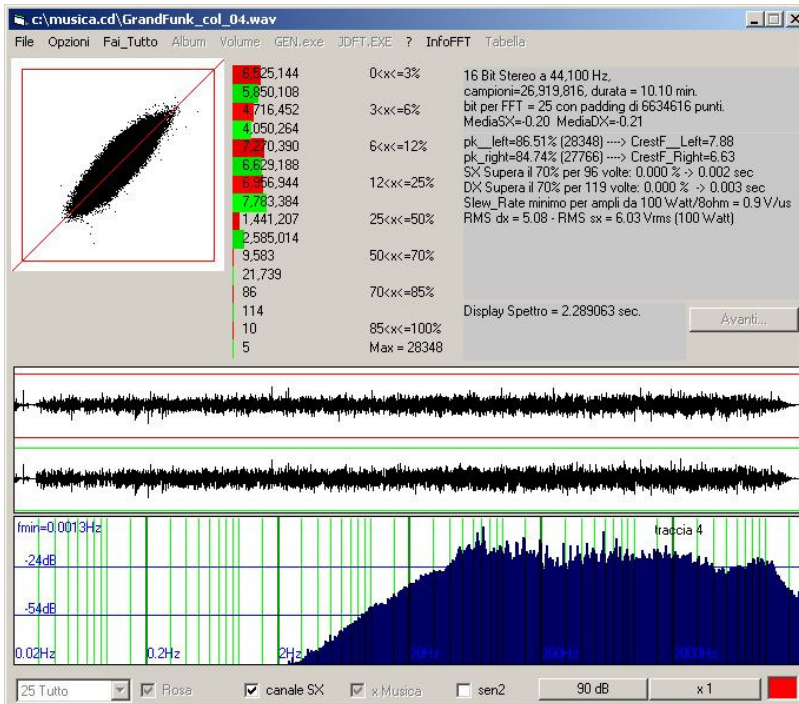 c:\musica.cd\GrandFunk_col_04.wav
File Opzioni Fai_Tutto Album Volume GEN.exe JDFT.EXE ? InfoFFT Tabella
6,525,144 0<x<=3%
5,850,108
4,716,452 3<x<=6%
4,050,264
7,270,390 6<x<=12%
6,629,188
6,956,944 12<x<=25%
7,783,384
1,441,207 25<x<=50%
2,585,014
9,583 50<x<=70%
21,739
86 70<x<=85%
114
10 85<x<=100%
5 Max = 28348
16 Bit Stereo a 44,100 Hz,
campioni=26,919,816, durata = 10.10 min.
bit per FFT = 25 con padding di 6634616 punti.
MediaSX=-0.20 MediaDX=-0.21
pk__left=86.51% (28348) ----> CrestF__Left=7.88
pk_right=84.74% (27766) ----> CrestF_Right=6.63
SX Supera il 70% per 96 volte: 0.000 % -> 0.002 sec
DX Supera il 70% per 119 volte: 0.000 % -> 0.003 sec
Slew_Rate minimo per ampli da 100 Watt/8ohm = 0.9 V/us
RMS dx = 5.08 - RMS sx = 6.03 Vrms (100 Watt)
Display Spettro = 2.289063 sec.
Avanti...
fmin=0.0013Hz traccia 4
-24dB
-54dB
0.02Hz 0.2Hz 2Hz 20Hz 200Hz 2000Hz
25 Tutto Rosa canale SX x Musica sen2 90 dB x 1